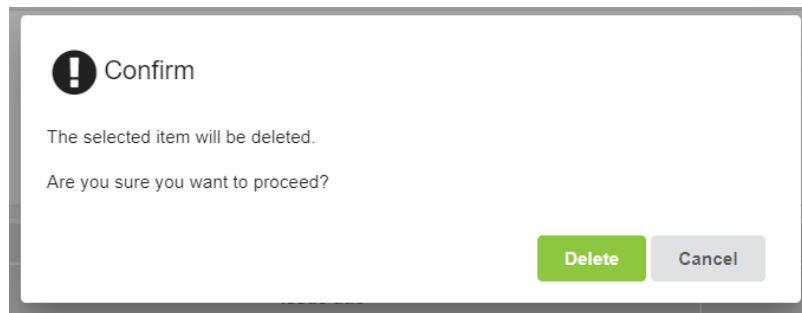 Confirm
The selected item will be deleted.
Are you sure you want to proceed?
Delete Cancel